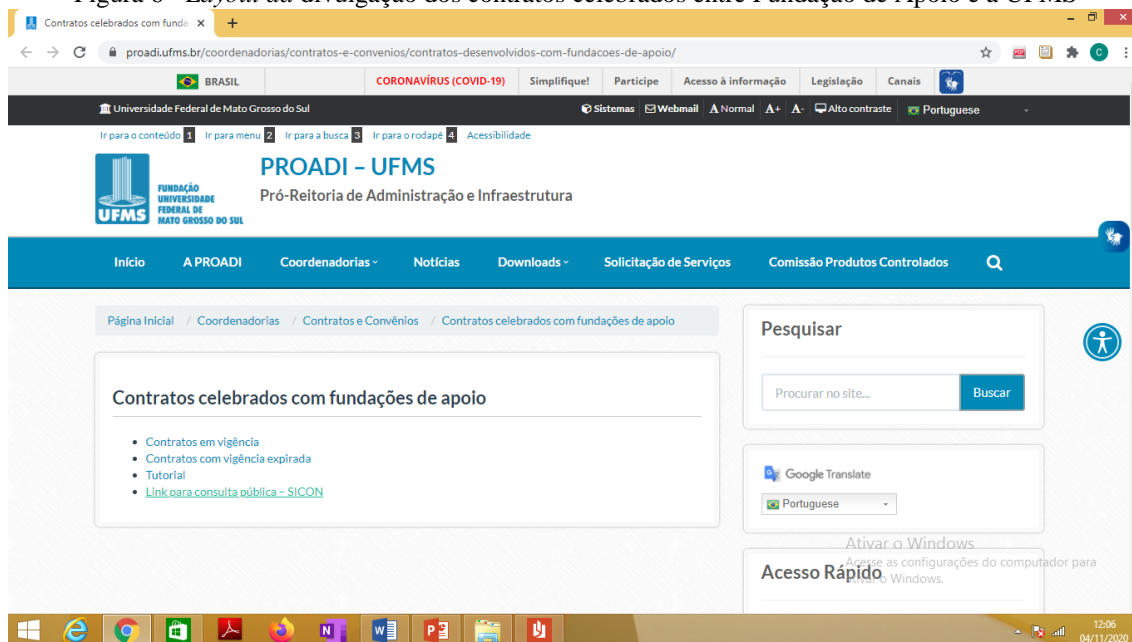 Figura 6 - Layout da divulgação dos contratos celebrados entre Fundação de Apoio e a UFMS
Contratos celebrados com funda
proadi.ufms.br/coordenadorias/contratos-e-convenios/contratos-desenvolvidos-com-fundacoes-de-apoio/
C
BRASIL CORONAVÍRUS (COVID-19) Simplifique! Participe Acesso à informação Legislação Canais
Universidade Federal de Mato Grosso do Sul Sistemas Webmail A Normal A+ A- Alto contraste Portuguese
Ir para o conteúdo 1 Ir para menu 2 Ir para a busca 3 Ir para o rodapé 4 Acessibilidade
UFMS
FUNDAÇÃO
UNIVERSIDADE
FEDERAL DE
MATO GROSSO DO SUL
PROADI – UFMS
Pró-Reitoria de Administração e Infraestrutura
Início A PROADI Coordenadorias Notícias Downloads Solicitação de Serviços Comissão Produtos Controlados
Página Inicial / Coordenadorias / Contratos e Convênios / Contratos celebrados com fundações de apoio
Contratos celebrados com fundações de apoio
• Contratos em vigência
• Contratos com vigência expirada
• Tutorial
• Link para consulta pública – SICON
Pesquisar
Procurar no site... Buscar
Google Translate
Portuguese
Acesso Rápido
Ativar o Windows
Acesse as configurações do computador para
ativar o Windows.
12:06
04/11/2020